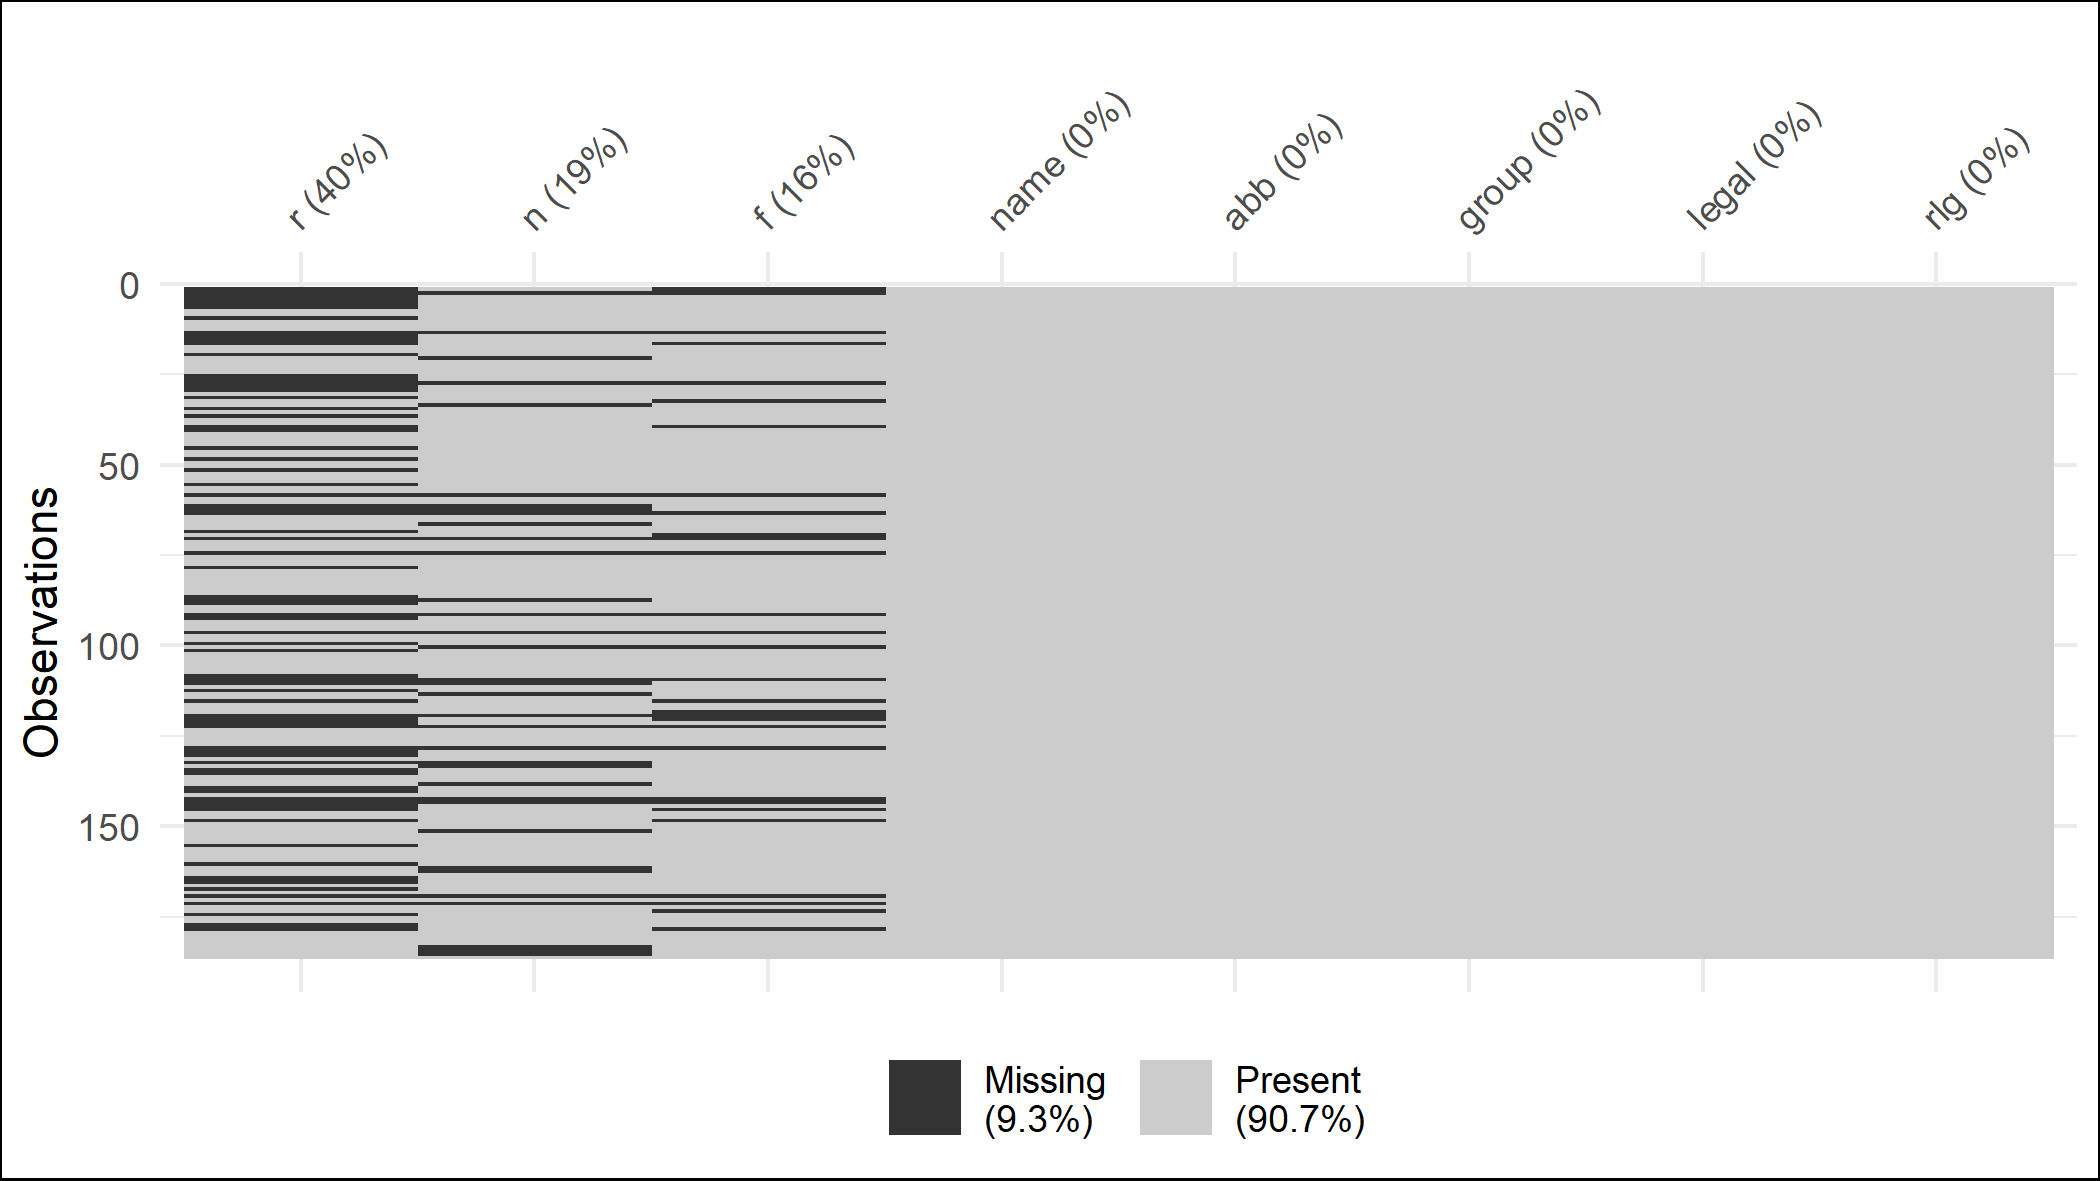 r (40%)
n (19%)
f (16%)
name (0%)
abb (0%)
group (0%)
legal (0%)
rlg (0%)
0
50
100
150
Observations
Missing
(9.3%)
Present
(90.7%)